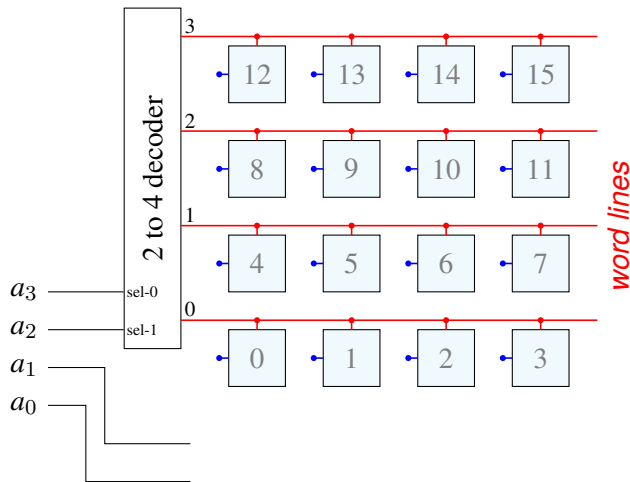 3
12 13 14 15
2 to 4 decoder
2
8 9 10 11
word lines
1
4 5 6 7
a3 sel-0
a2 sel-1
0
a1
0 1 2 3
a0